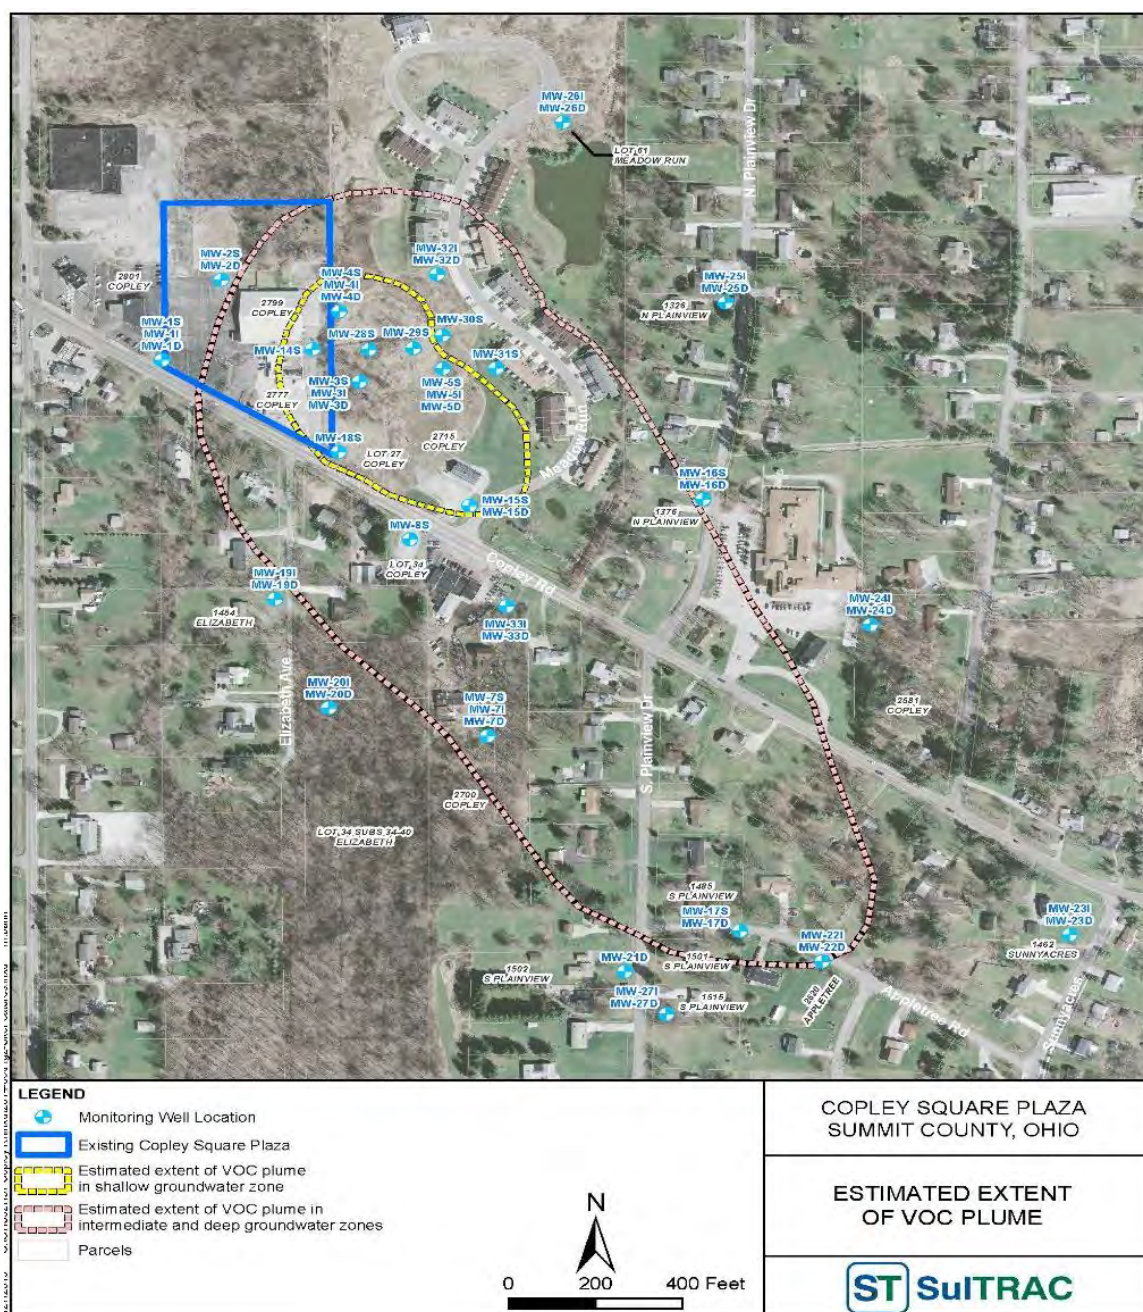 MW-26I
MW-26D
LOT 61
MEADOW RUN
N. Plainview Dr
MW-2S
MW-2D
2801
COPLEY
MW-32I
MW-32D
MW-4S
MW-4I
MW-4D
2799
COPLEY
MW-25I
MW-25D
1326
N PLAINVIEW
MW-1S
MW-1I
MW-1D
MW-30S
MW-14S
MW-28S
MW-29S
MW-31S
MW-3S
MW-3I
MW-3D
MW-5S
MW-5I
MW-5D
2777
COPLEY
MW-18S
LOT 27
COPLEY
2715
COPLEY
Meadow Run
MW-15S
MW-15D
MW-16S
MW-16D
1376
N PLAINVIEW
MW-8S
LOT 34
COPLEY
Copley Rd
MW-19I
MW-19D
1484
ELIZABETH
MW-33I
MW-33D
MW-24I
MW-24D
Elizabeth Ave
MW-20I
MW-20D
MW-7S
MW-7I
MW-7D
S. Plainview Dr
2581
COPLEY
2700
COPLEY
LOT 34 SUBS 34-40
ELIZABETH
1485
S PLAINVIEW
MW-17S
MW-17D
MW-22I
MW-22D
MW-23I
MW-23D
1462
SUNNYACRES
MW-21D
1501
S PLAINVIEW
1502
S PLAINVIEW
MW-27I
MW-27D
1515
S PLAINVIEW
2620
APPLETREE
Appletree Rd
Sunnyacres
LEGEND
Monitoring Well Location
Existing Copley Square Plaza
Estimated extent of VOC plume
in shallow groundwater zone
Estimated extent of VOC plume in
intermediate and deep groundwater zones
Parcels
N
0 200 400 Feet
COPLEY SQUARE PLAZA
SUMMIT COUNTY, OHIO
ESTIMATED EXTENT
OF VOC PLUME
ST SulTRAC